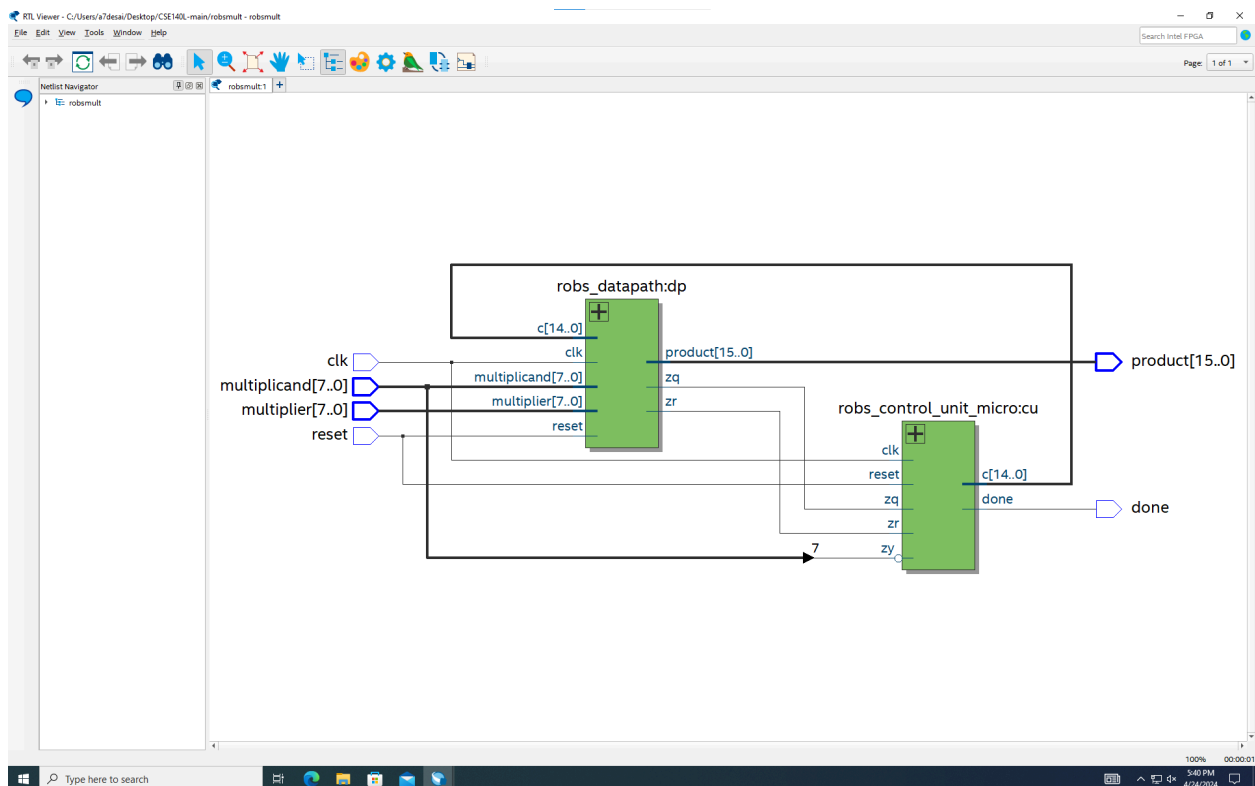 RTL Viewer - C:/Users/a7desai/Desktop/CSE140L-main/robsmult - robsmult
File Edit View Tools Window Help
Search Intel FPGA
Page: 1 of 1
Netlist Navigator
robsmult:1
robsmult
robs_datapath:dp
c[14..0]
clk
clk
product[15..0]
product[15..0]
multiplicand[7..0]
multiplicand[7..0]
zq
multiplier[7..0]
multiplier[7..0]
zr
robs_control_unit_micro:cu
reset
reset
clk
reset
c[14..0]
zq
done
done
zr
7
zy
100% 00:00:01
Type here to search
5:40 PM
4/24/2024